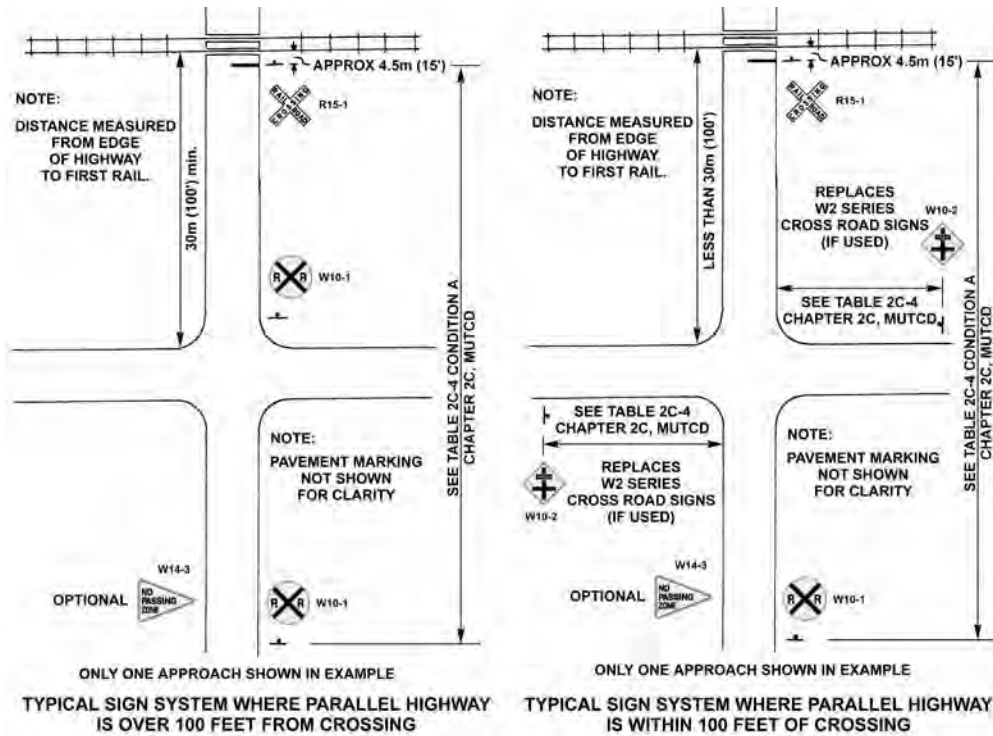 APPROX 4.5m (15')
NOTE:
DISTANCE MEASURED
FROM EDGE
OF HIGHWAY
TO FIRST RAIL.
30m (100') min.
RAIL
ROAD
CROSSING
R15-1
R R
W10-1
SEE TABLE 2C-4 CONDITION A
CHAPTER 2C, MUTCD
NOTE:
PAVEMENT MARKING
NOT SHOWN
FOR CLARITY
W14-3
OPTIONAL
NO
PASSING
ZONE
R R
W10-1
ONLY ONE APPROACH SHOWN IN EXAMPLE
TYPICAL SIGN SYSTEM WHERE PARALLEL HIGHWAY
IS OVER 100 FEET FROM CROSSING
APPROX 4.5m (15')
NOTE:
DISTANCE MEASURED
FROM EDGE
OF HIGHWAY
TO FIRST RAIL.
LESS THAN 30m (100')
RAIL
ROAD
CROSSING
R15-1
REPLACES
W2 SERIES
CROSS ROAD SIGNS
(IF USED)
W10-2
SEE TABLE 2C-4
CHAPTER 2C, MUTCD
SEE TABLE 2C-4 CONDITION A
CHAPTER 2C, MUTCD
SEE TABLE 2C-4
CHAPTER 2C, MUTCD
REPLACES
W2 SERIES
CROSS ROAD SIGNS
(IF USED)
W10-2
NOTE:
PAVEMENT MARKING
NOT SHOWN
FOR CLARITY
W14-3
OPTIONAL
NO
PASSING
ZONE
R R
W10-1
ONLY ONE APPROACH SHOWN IN EXAMPLE
TYPICAL SIGN SYSTEM WHERE PARALLEL HIGHWAY
IS WITHIN 100 FEET OF CROSSING